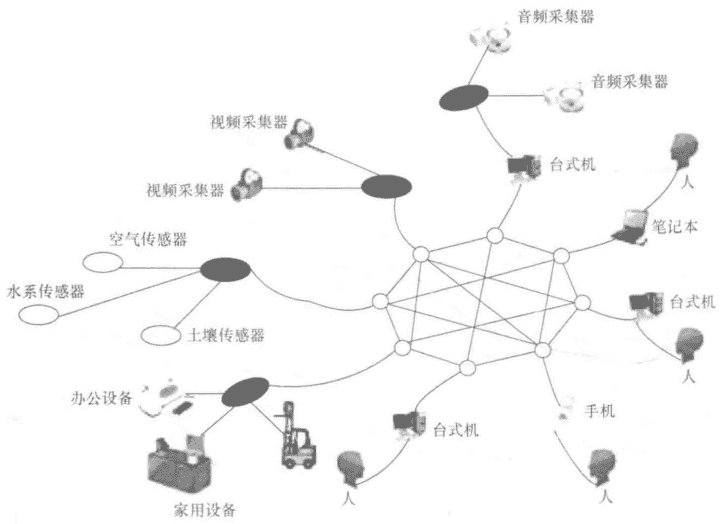 音频采集器
音频采集器
视频采集器
台式机
视频采集器
人
笔记本
空气传感器
水系传感器
台式机
土壤传感器
人
办公设备
手机
台式机
人
人
家用设备